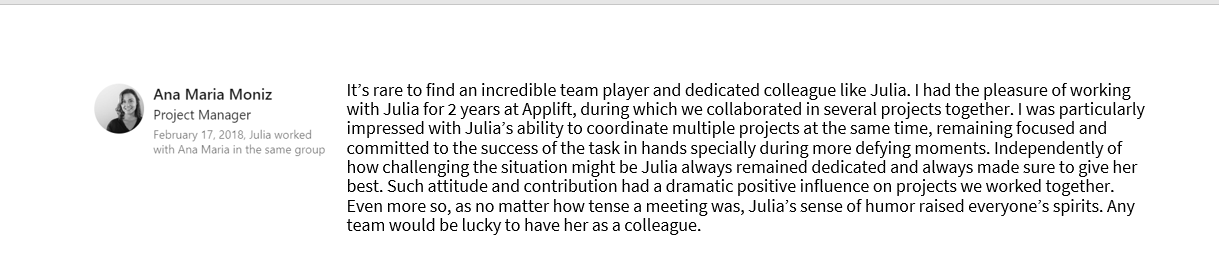 Ana Maria Moniz
Project Manager
February 17, 2018, Julia worked
with Ana Maria in the same group
It’s rare to find an incredible team player and dedicated colleague like Julia. I had the pleasure of working
with Julia for 2 years at Applift, during which we collaborated in several projects together. I was particularly
impressed with Julia’s ability to coordinate multiple projects at the same time, remaining focused and
committed to the success of the task in hands specially during more defying moments. Independently of
how challenging the situation might be Julia always remained dedicated and always made sure to give her
best. Such attitude and contribution had a dramatic positive influence on projects we worked together.
Even more so, as no matter how tense a meeting was, Julia’s sense of humor raised everyone’s spirits. Any
team would be lucky to have her as a colleague.